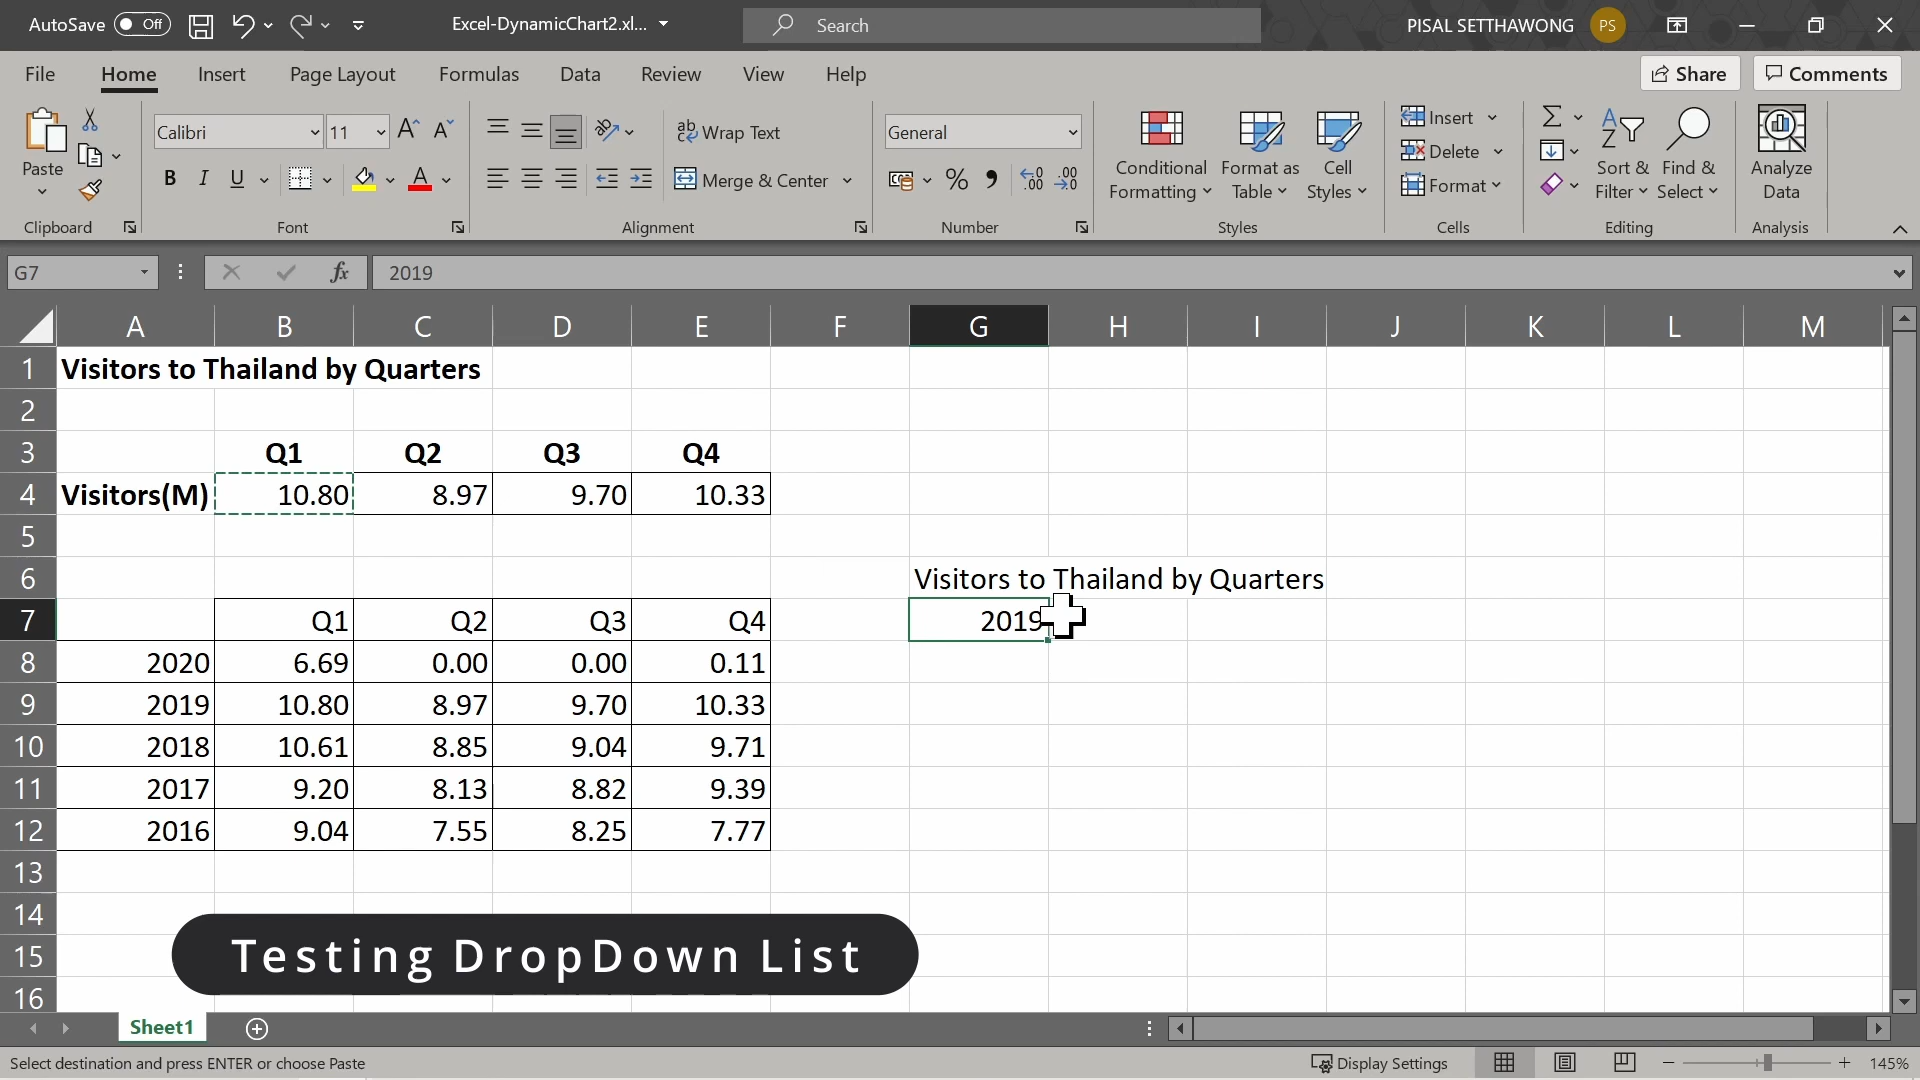 AutoSave Off Excel-DynamicChart2.xl... Search PISAL SETTHAWONG PS
File Home Insert Page Layout Formulas Data Review View Help Share Comments
Paste
Clipboard
Calibri 11 A A
B I U A
Font
ab Wrap Text
Merge & Center
Alignment
General
% , .00 .00
Number
Conditional Formatting
Format as Table
Cell Styles
Styles
Insert
Delete
Format
Cells
Sort & Filter
Find & Select
Editing
Analyze Data
Analysis
G7 fx 2019
A B C D E F G H I J K L M
1 Visitors to Thailand by Quarters
2
3 Q1 Q2 Q3 Q4
4 Visitors(M) 10.80 8.97 9.70 10.33
5
6 Visitors to Thailand by Quarters
7 Q1 Q2 Q3 Q4 2019
8 2020 6.69 0.00 0.00 0.11
9 2019 10.80 8.97 9.70 10.33
10 2018 10.61 8.85 9.04 9.71
11 2017 9.20 8.13 8.82 9.39
12 2016 9.04 7.55 8.25 7.77
13
14
15
16
Testing DropDown List
Sheet1
Select destination and press ENTER or choose Paste Display Settings 145%